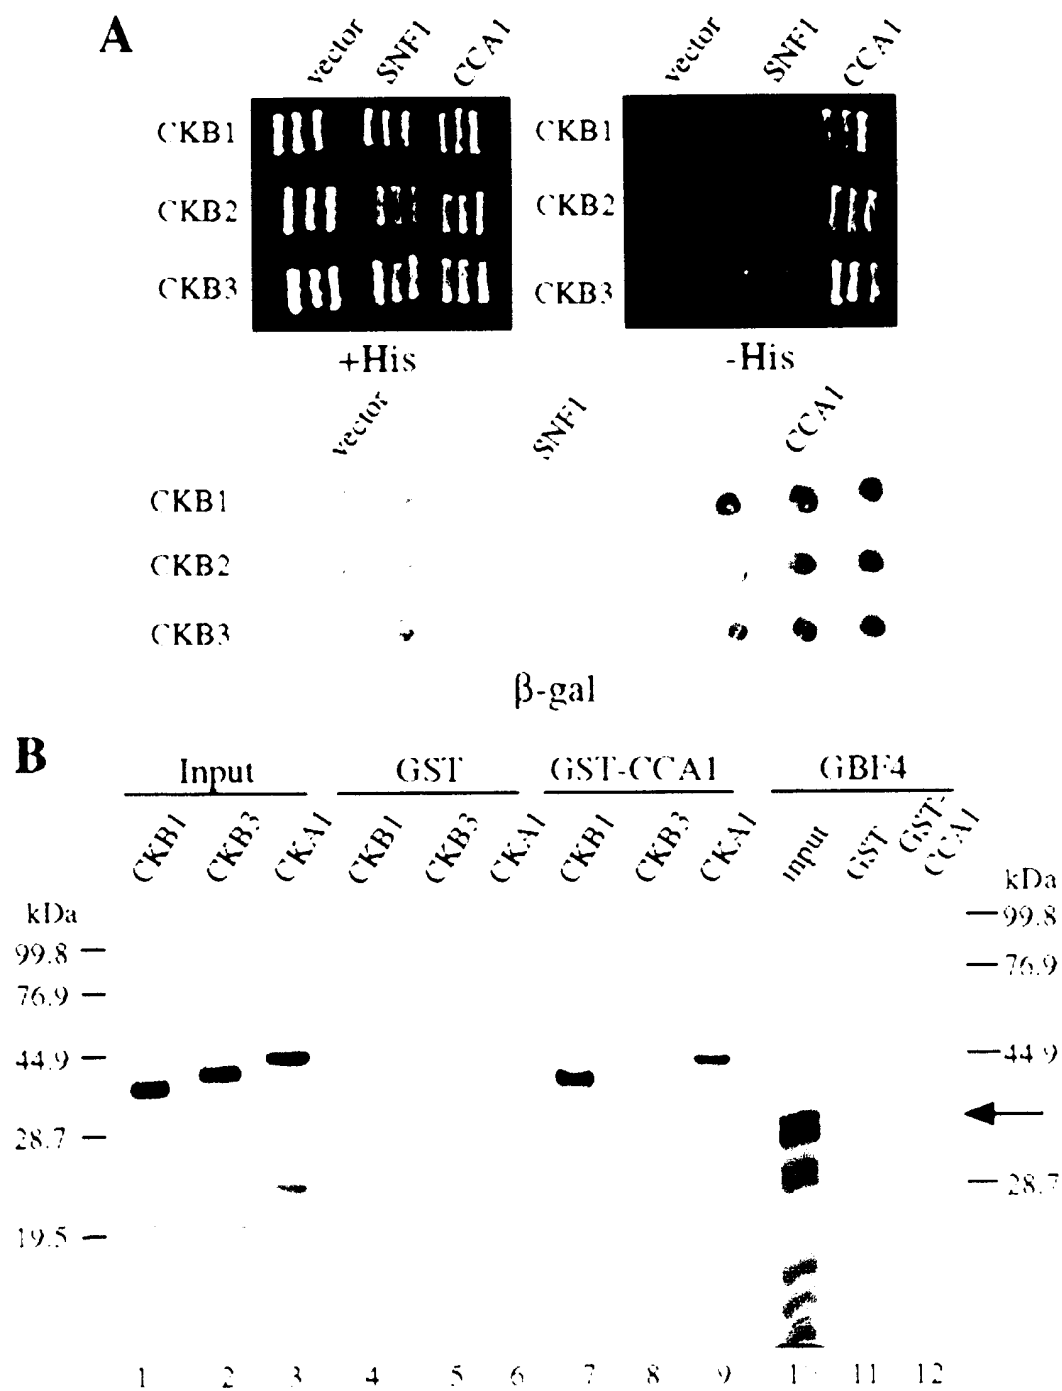 A
vector SNF1 CCA1 vector SNF1 CCA1
CKB1 CKB1
CKB2 CKB2
CKB3 CKB3
+His -His
vector SNF1 CCA1
CKB1
CKB2
CKB3
β-gal
B
Input GST GST-CCA1 GBF4
CKB1 CKB3 CKA1 CKB1 CKB3 CKA1 CKB1 CKB3 CKA1 input GST GST-CCA1
kDa kDa
99.8 99.8
76.9 76.9
44.9 44.9
28.7 28.7
19.5
1 2 3 4 5 6 7 8 9 1 11 12